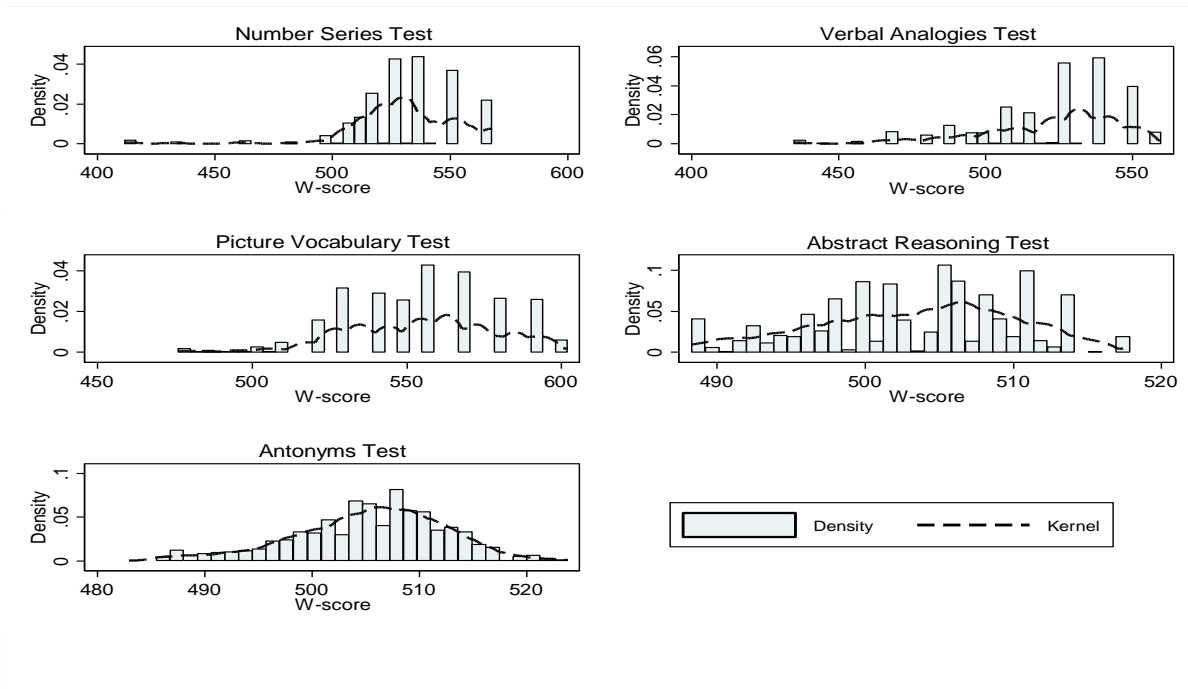 Number Series Test
Density
0 .02 .04
400 450 500 550 600
W-score
Verbal Analogies Test
Density
0 .02 .04 .06
400 450 500 550
W-score
Picture Vocabulary Test
Density
0 .02 .04
450 500 550 600
W-score
Abstract Reasoning Test
Density
0 .05 .1
490 500 510 520
W-score
Antonyms Test
Density
0 .05 .1
480 490 500 510 520
W-score
Density Kernel